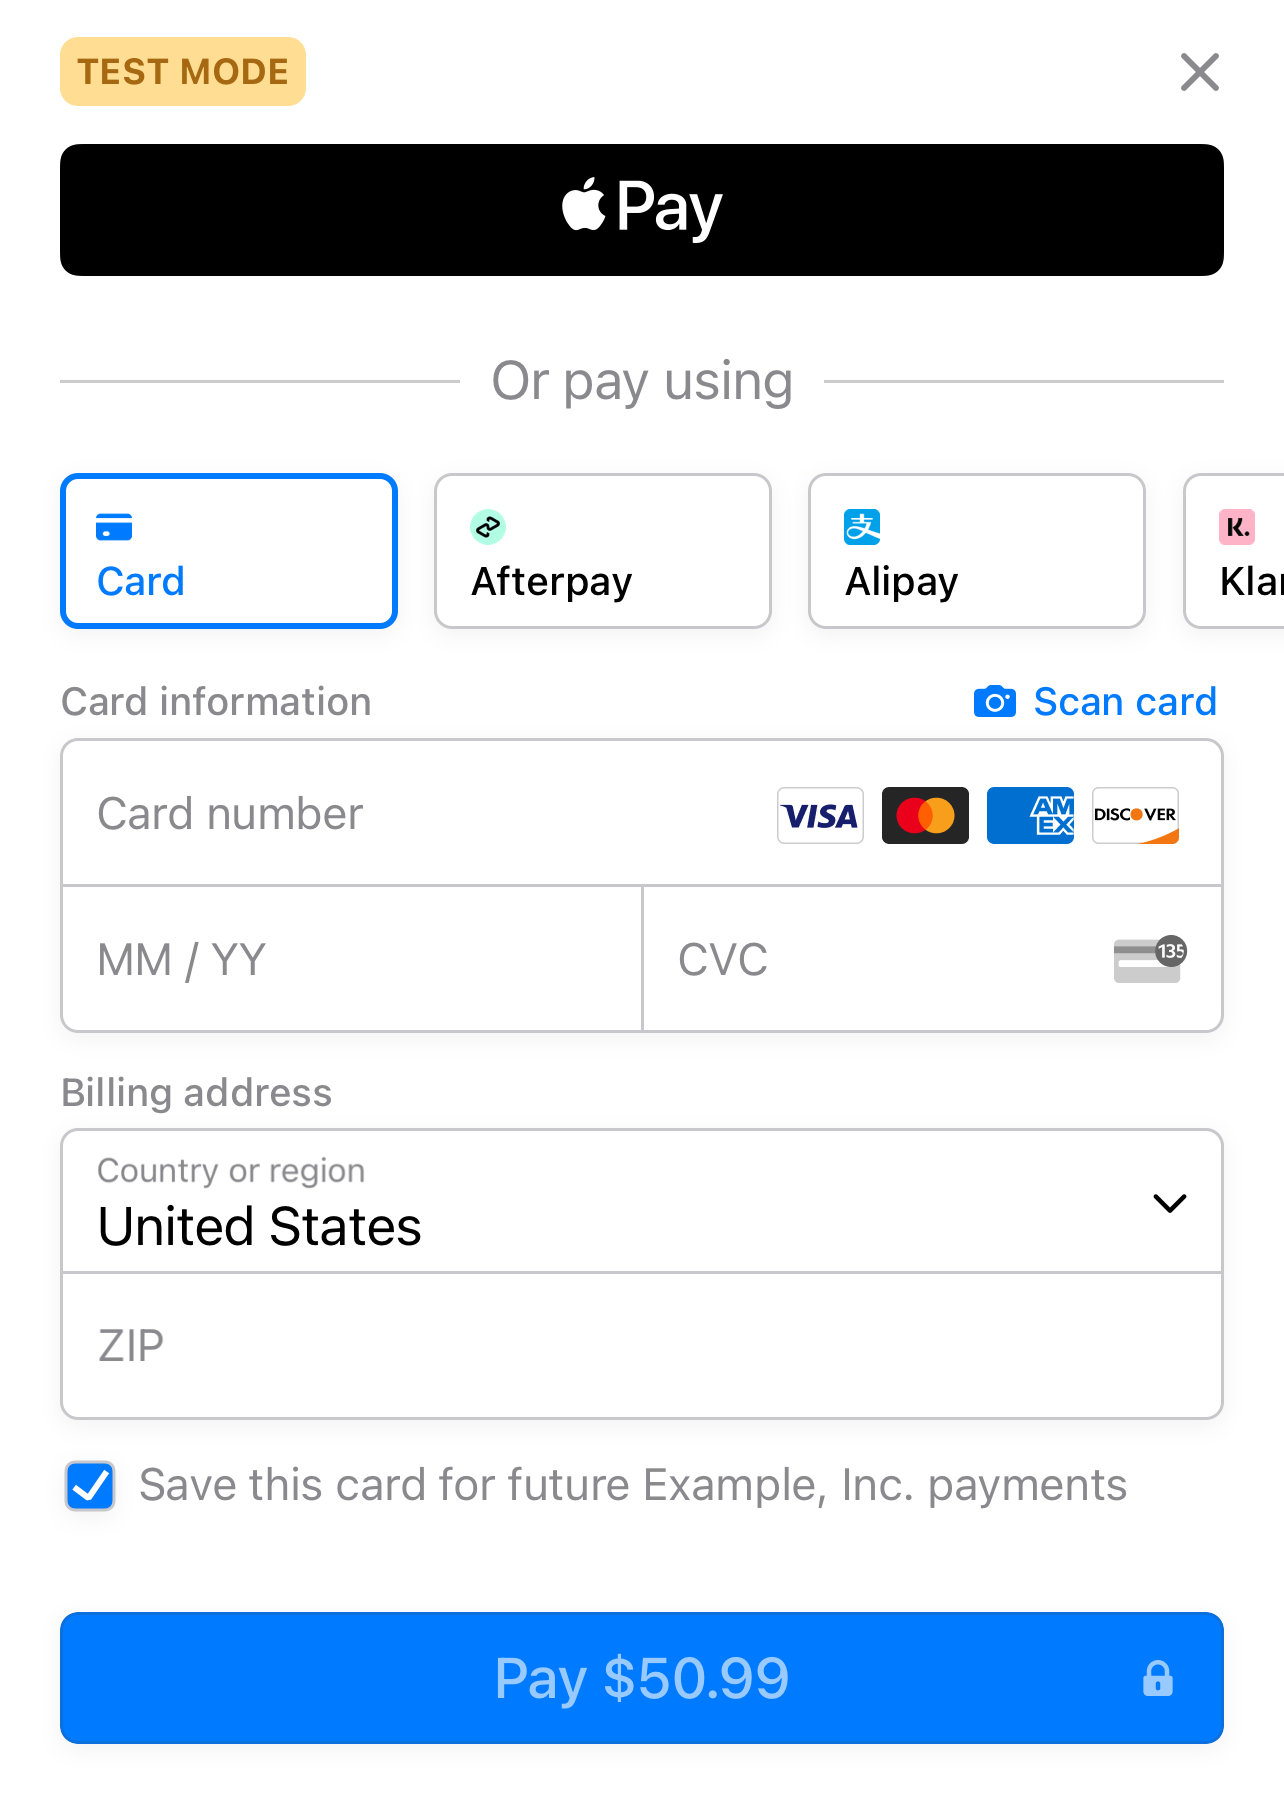 TEST MODE
Pay
Or pay using
Card
Afterpay
支
Alipay
K.
Kla
Card information
Scan card
Card number
VISA
AM
EX
DISCOVER
MM / YY
CVC
135
Billing address
Country or region
United States
ZIP
Save this card for future Example, Inc. payments
Pay $50.99